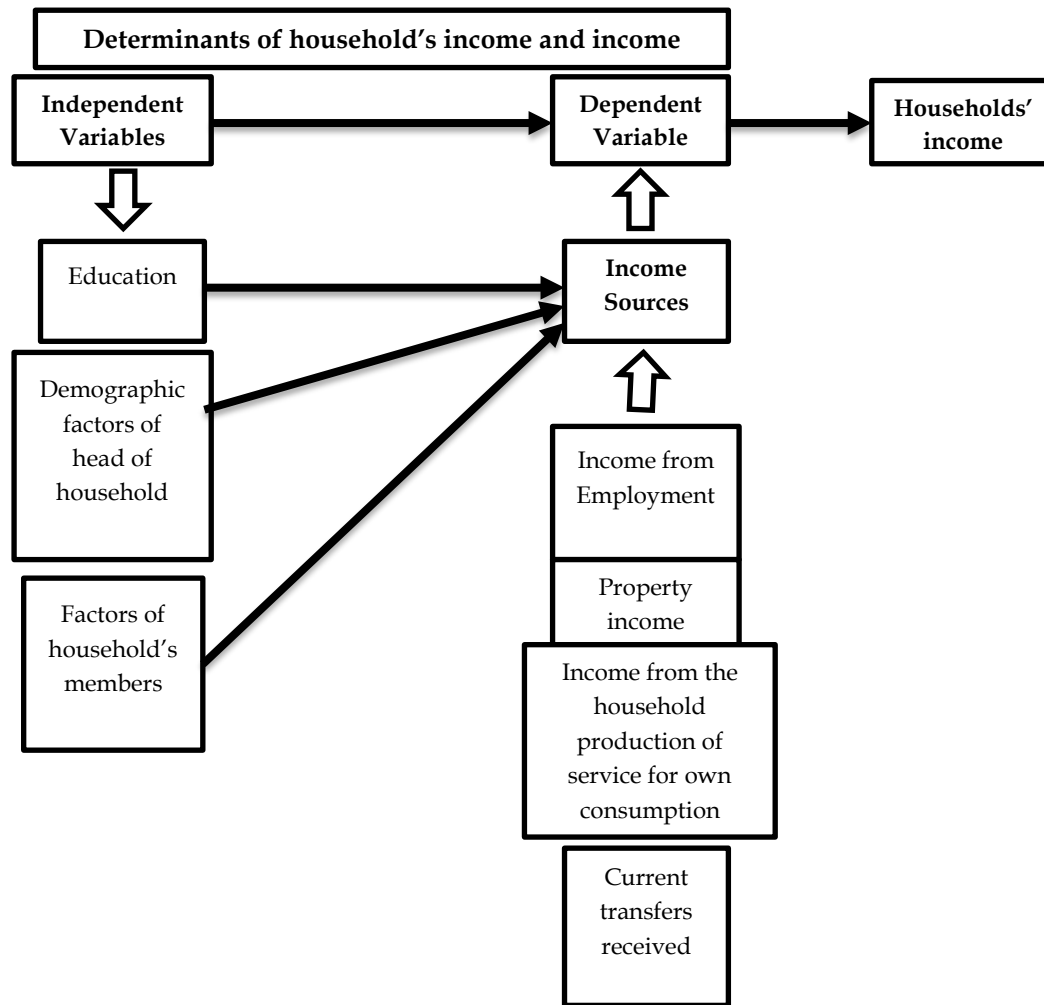 Determinants of household’s income and income
Independent
Variables
Dependent
Variable
Households’
income
Education
Income
Sources
Demographic
factors of
head of
household
Income from
Employment
Factors of
household’s
members
Property
income
Income from the
household
production of
service for own
consumption
Current
transfers
received